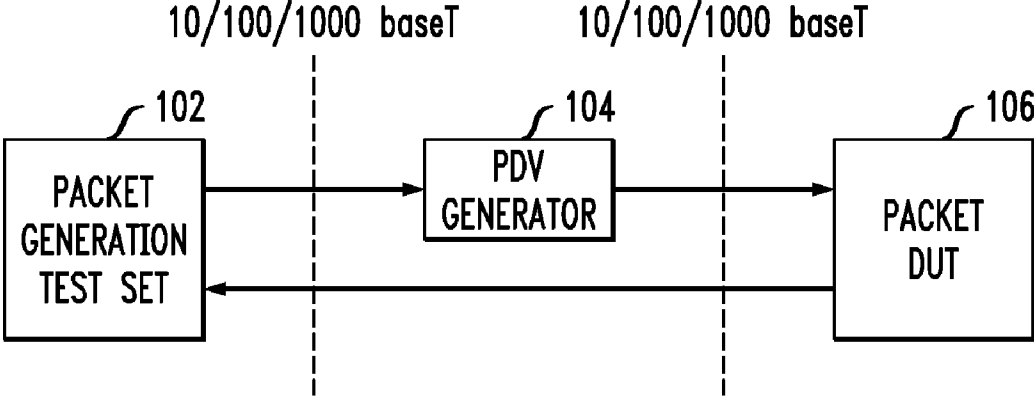 10/100/1000 baseT
10/100/1000 baseT
102
104
106
PACKET
GENERATION
TEST SET
PDV
GENERATOR
PACKET
DUT